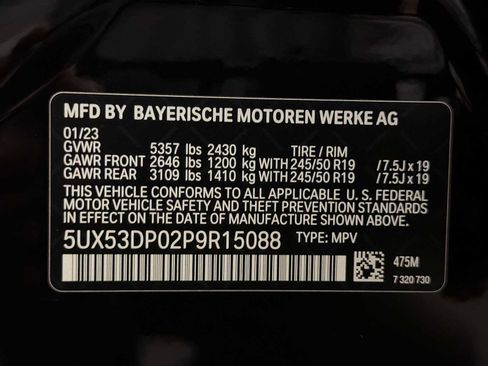 MFD BY BAYERISCHE MOTOREN WERKE AG
01/23
GVWR 5357 lbs 2430 kg TIRE / RIM
GAWR FRONT 2646 lbs 1200 kg WITH 245/50 R19 /7.5J x 19
GAWR REAR 3109 lbs 1410 kg WITH 245/50 R19 /7.5J x 19
THIS VEHICLE CONFORMS TO ALL APPLICABLE U. S. FEDERAL
MOTOR VEHICLE SAFETY AND THEFT PREVENTION STANDARDS
IN EFFECT ON THE DATE OF MANUFACTURE SHOWN ABOVE.
5UX53DP02P9R15088 TYPE: MPV
475M
7 320 730